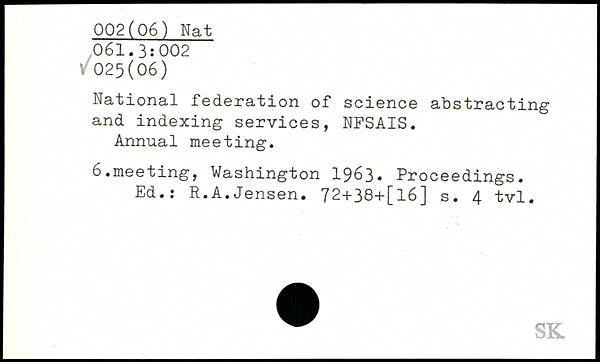 002(06) Nat
061.3:002
✓025(06)
National federation of science abstracting
and indexing services, NFSAIS.
Annual meeting.
6.meeting, Washington 1963. Proceedings.
Ed.: R.A.Jensen. 72+38+[16] s. 4 tvl.
SK